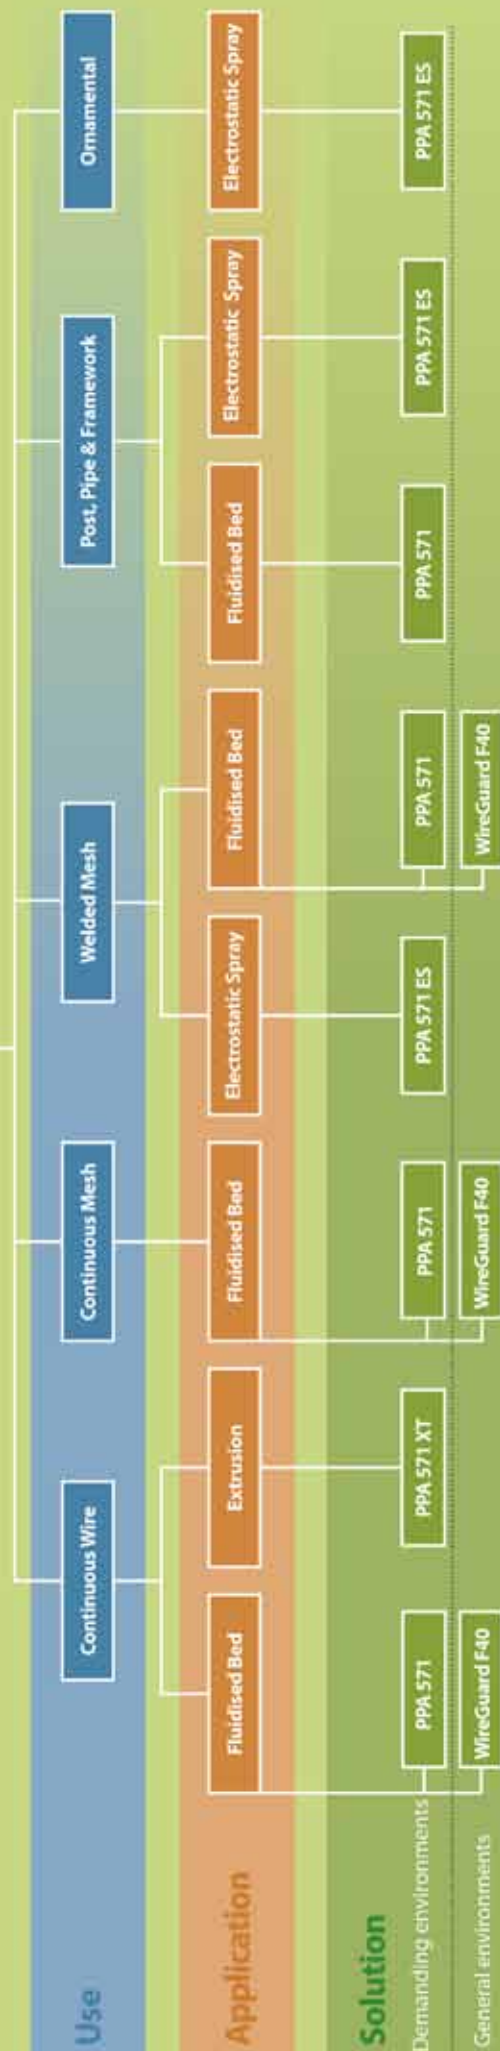 Use
Continuous Wire
Continuous Mesh
Welded Mesh
Post, Pipe & Framework
Ornamental
Application
Fluidised Bed
Extrusion
Fluidised Bed
Electrostatic Spray
Fluidised Bed
Fluidised Bed
Electrostatic Spray
Electrostatic Spray
Solution
Demanding environments
PPA 571
PPA 571 XT
PPA 571
PPA 571 ES
PPA 571
PPA 571
PPA 571 ES
PPA 571 ES
General environments
WireGuard F40
WireGuard F40
WireGuard F40